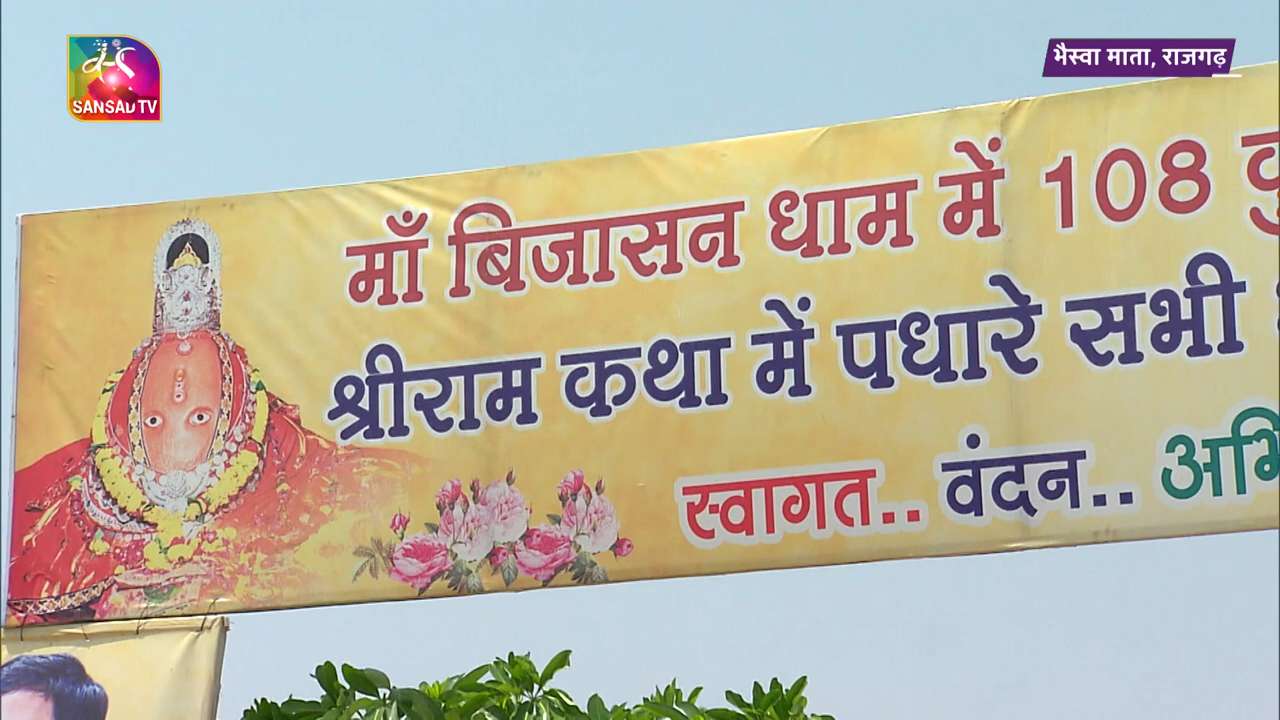 SANSAD TV
भैस्वा माता, राजगढ़
माँ बिजासन धाम में 108
श्रीराम कथा में पधारे सभी
स्वागत.. वंदन..